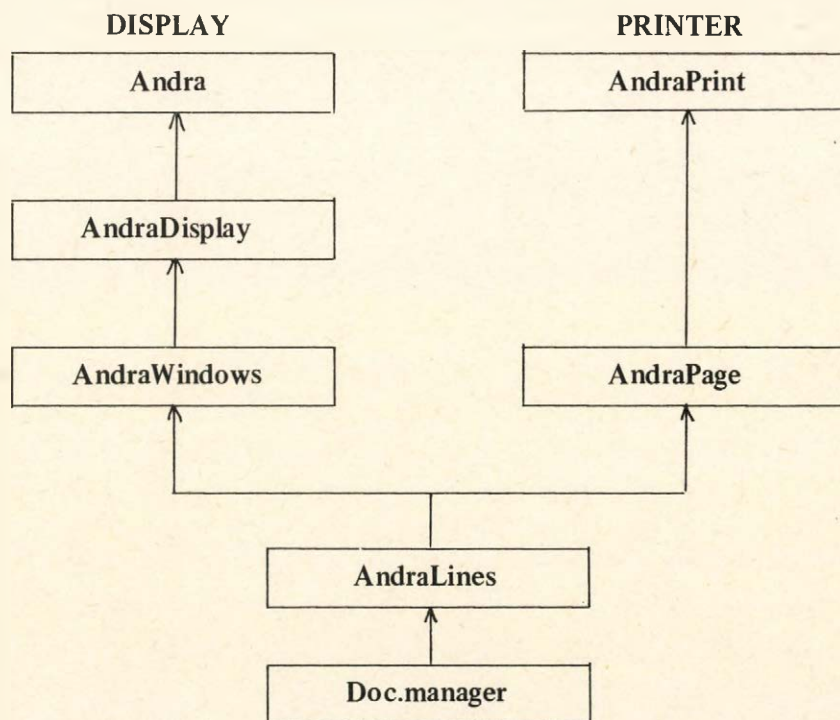 DISPLAY
PRINTER
Andra
AndraPrint
AndraDisplay
AndraWindows
AndraPage
AndraLines
Doc.manager